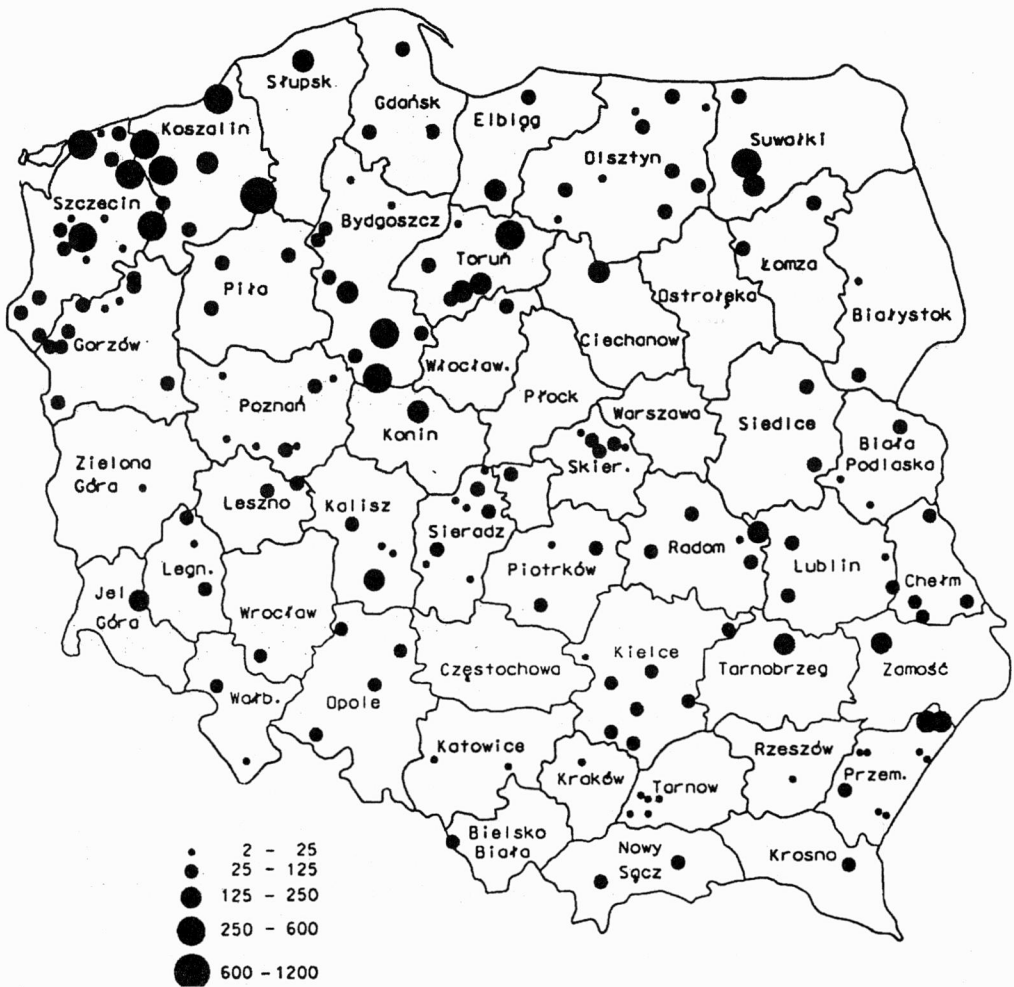 Słupsk
Gdańsk
Koszalin
Elbląg
Suwałki
Olsztyn
Szczecin
Bydgoszcz
Toruń
Łomza
Piła
Ostrołęka
Białystok
Gorzów
Ciechanow
Włocław.
Płock
Poznań
Warszawa
Konin
Siedlce
Biała
Podlaska
Zielona
Góra
Skier.
Leszno
Kalisz
Sieradz
Radom
Legn.
Piotrków
Lublin
Chełm
Jel
Góra
Wrocław
Kielce
Częstochowa
Tarnobrzeg
Zamość
Wałb.
Opole
Katowice
Rzeszów
Kraków
Tarnow
Przem.
Bielsko
Biała
Nowy
Sącz
Krosno
2 - 25
25 - 125
125 - 250
250 - 600
600 - 1200